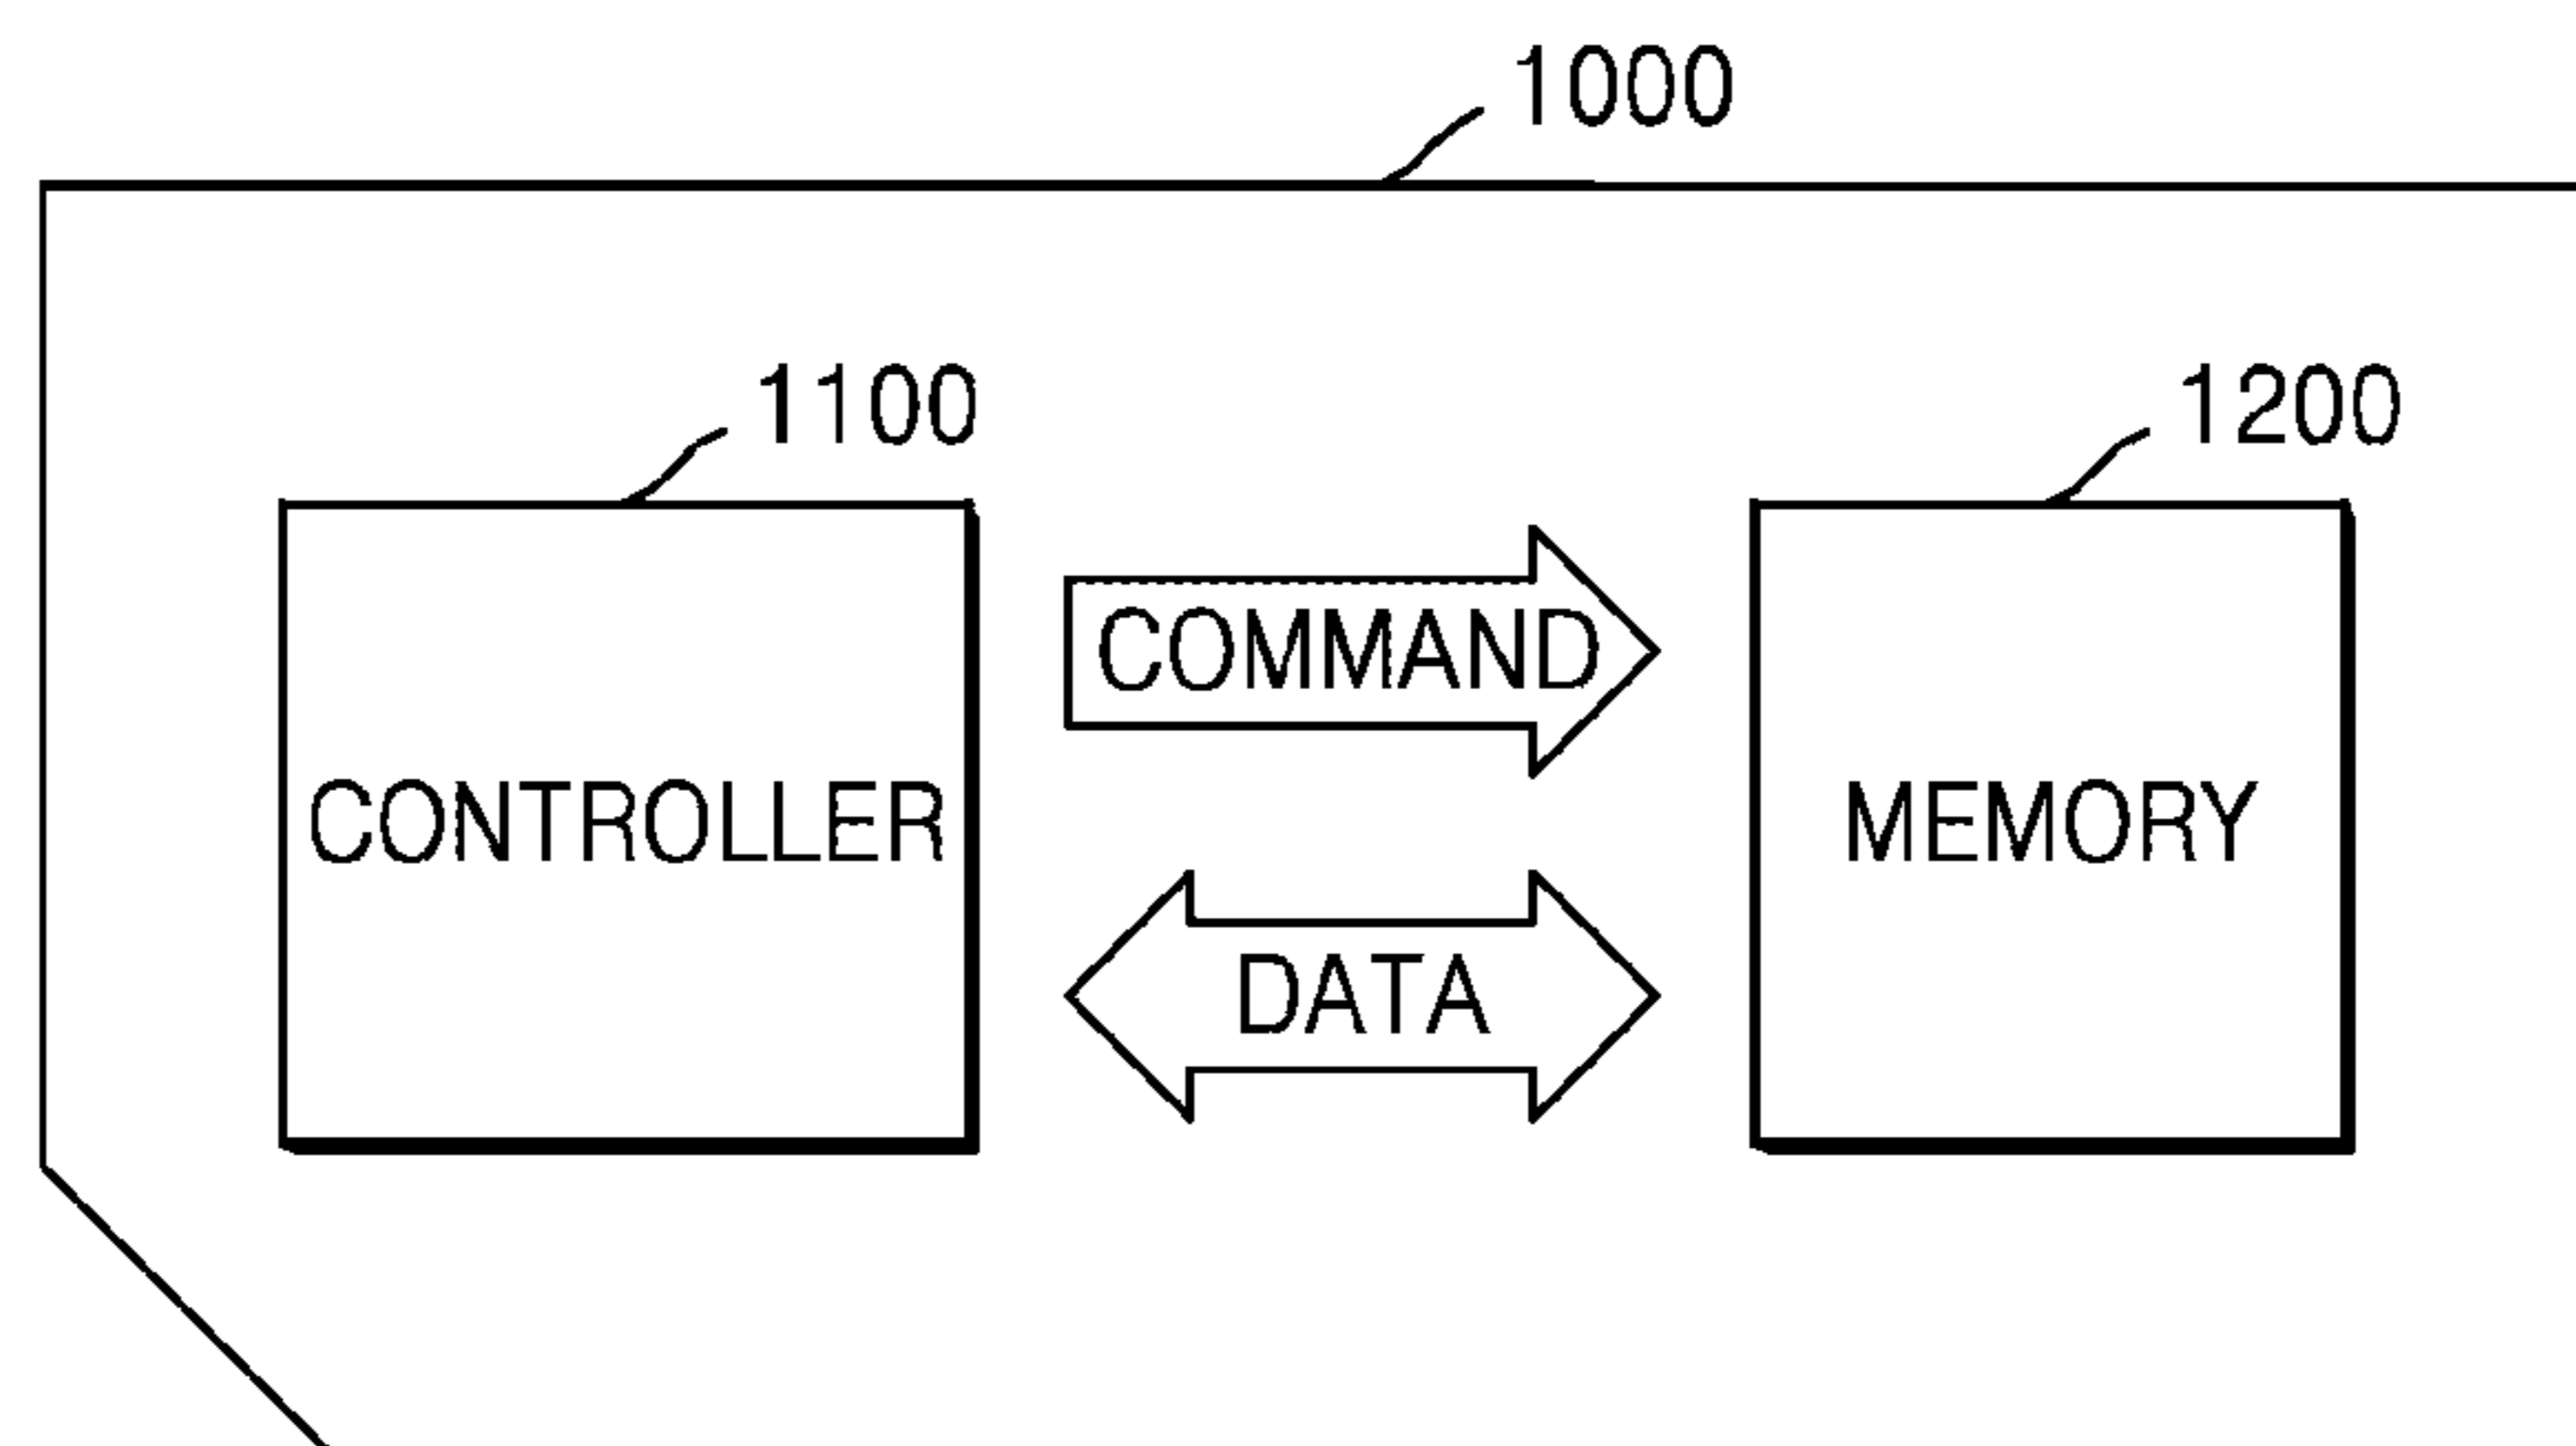 1000
1100
1200
COMMAND
CONTROLLER
MEMORY
DATA